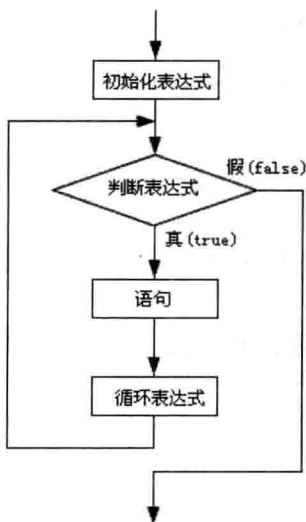 初始化表达式
假(false)
判断表达式
真(true)
语句
循环表达式